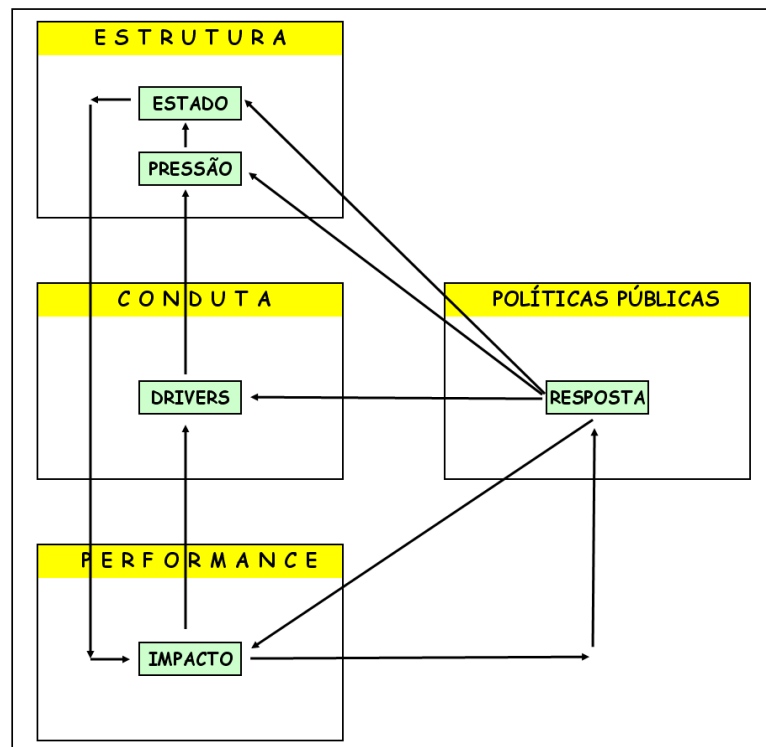 E S T R U T U R A
ESTADO
PRESSÃO
C O N D U T A
POLÍTICAS PÚBLICAS
DRIVERS
RESPOSTA
P E R F O R M A N C E
IMPACTO